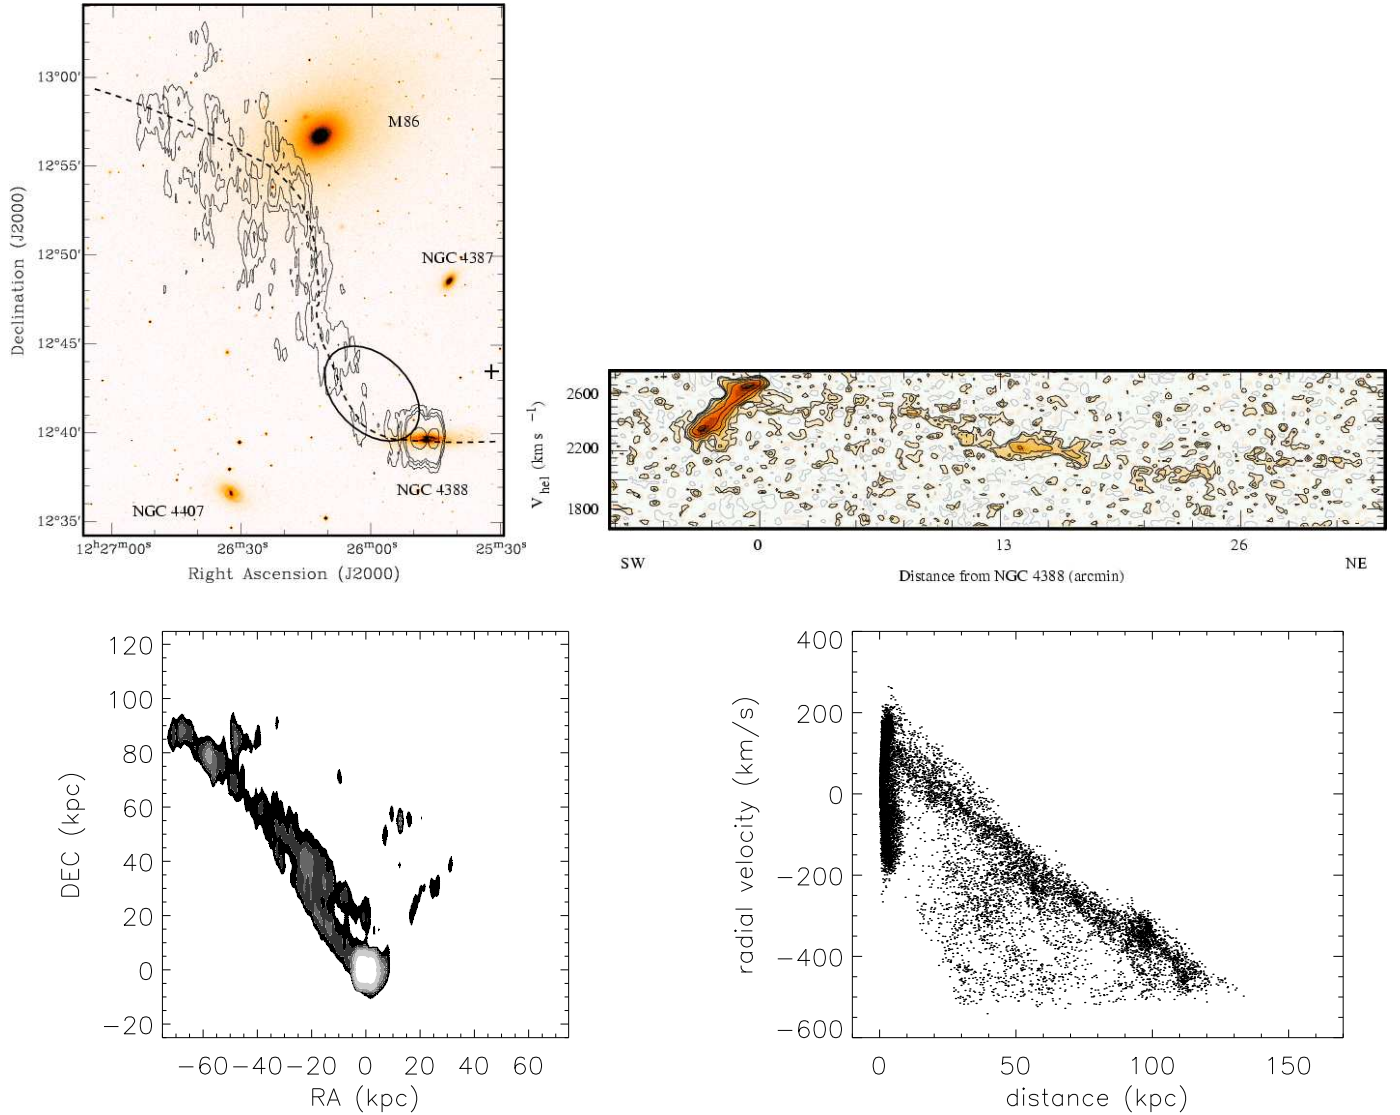 13°00′
12°55′
12°50′
12°45′
12°40′
12°35′
Declination (J2000)
M86
NGC 4387
NGC 4388
NGC 4407
12ʰ27ᵐ00ˢ
26ᵐ30ˢ
26ᵐ00ˢ
25ᵐ30ˢ
Right Ascension (J2000)
2600
2200
1800
V hel (km s ⁻¹)
0
13
26
SW
NE
Distance from NGC 4388 (arcmin)
120
100
80
60
40
20
0
−20
DEC (kpc)
−60 −40 −20 0 20 40 60
RA (kpc)
400
200
0
−200
−400
−600
radial velocity (km/s)
0 50 100 150
distance (kpc)